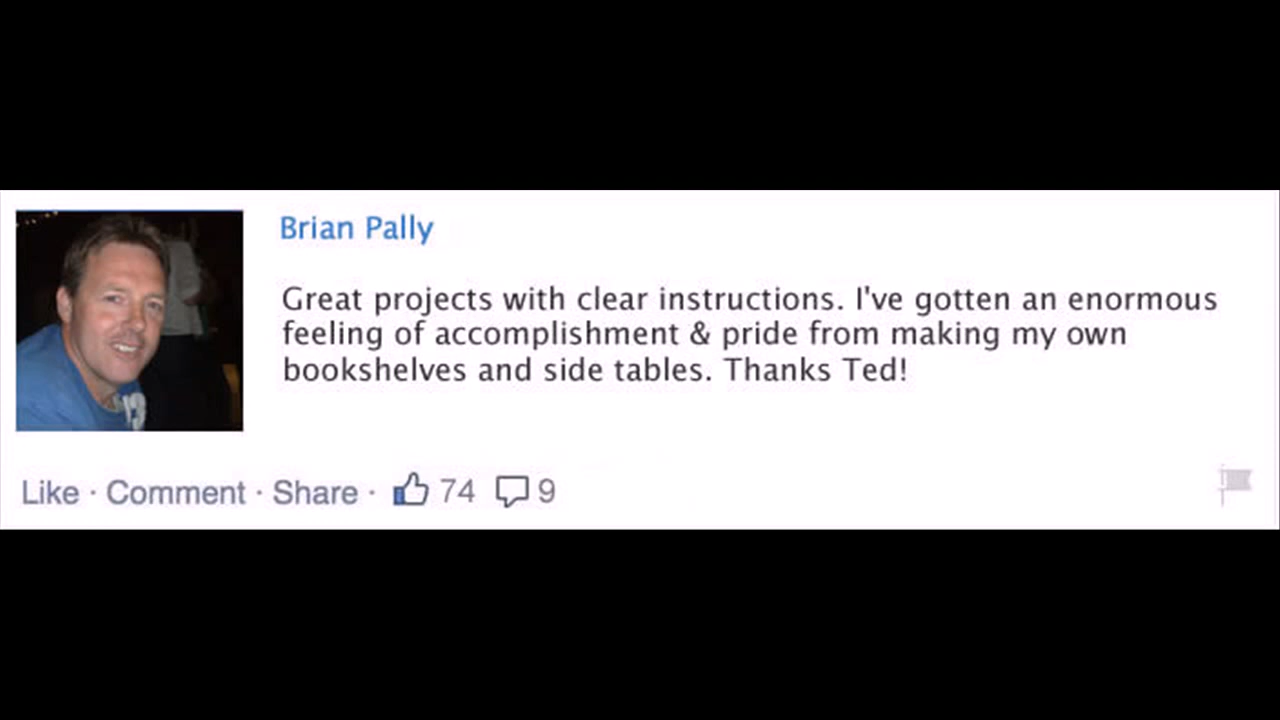 Brian Pally
Great projects with clear instructions. I've gotten an enormous
feeling of accomplishment & pride from making my own
bookshelves and side tables. Thanks Ted!
Like · Comment · Share · 74 9